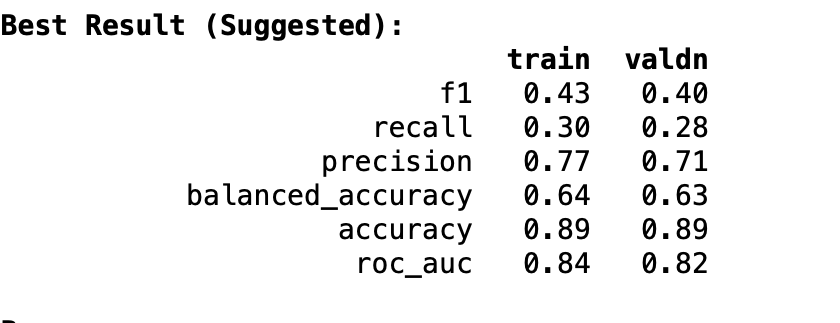 Best Result (Suggested):
train valdn
f1 0.43 0.40
recall 0.30 0.28
precision 0.77 0.71
balanced_accuracy 0.64 0.63
accuracy 0.89 0.89
roc_auc 0.84 0.82